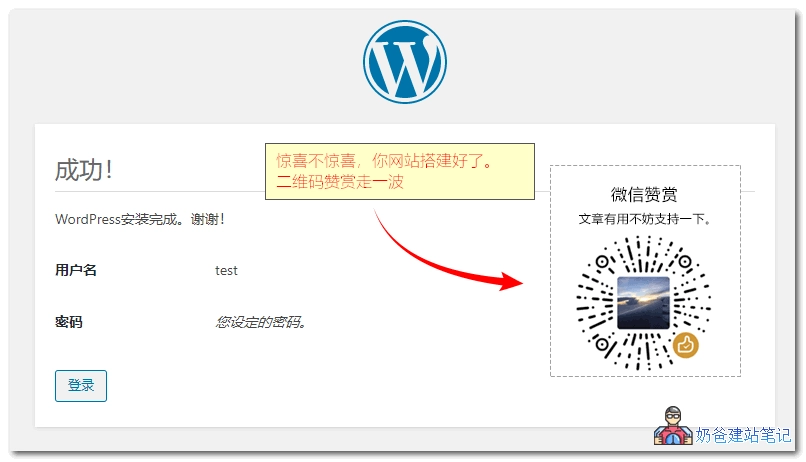 成功!
惊喜不惊喜,你网站搭建好了。
二维码赞赏走一波
WordPress安装完成。谢谢!
用户名 test
密码 您设定的密码。
登录
微信赞赏
文章有用不妨支持一下。
奶爸建站笔记